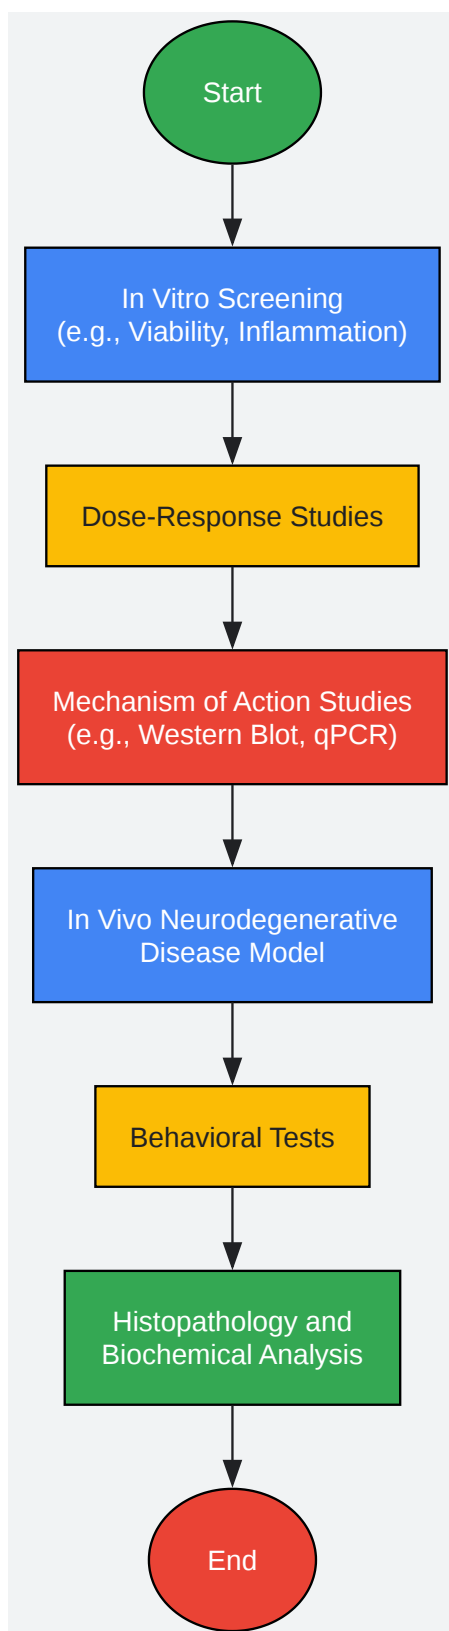 Start
In Vitro Screening
(e.g., Viability, Inflammation)
Dose-Response Studies
Mechanism of Action Studies
(e.g., Western Blot, qPCR)
In Vivo Neurodegenerative
Disease Model
Behavioral Tests
Histopathology and
Biochemical Analysis
End